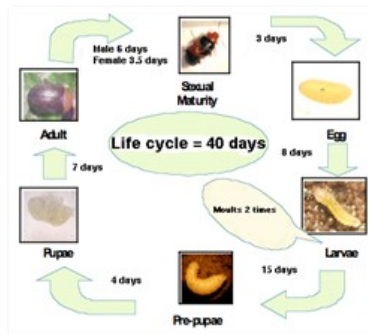 Male 6 days
Female 3.5 days
3 days
Sexual
Maturity
Adult
Egg
Life cycle = 40 days
7 days
8 days
Moults 2 times
Pupae
Larvae
15 days
4 days
Pre-pupae